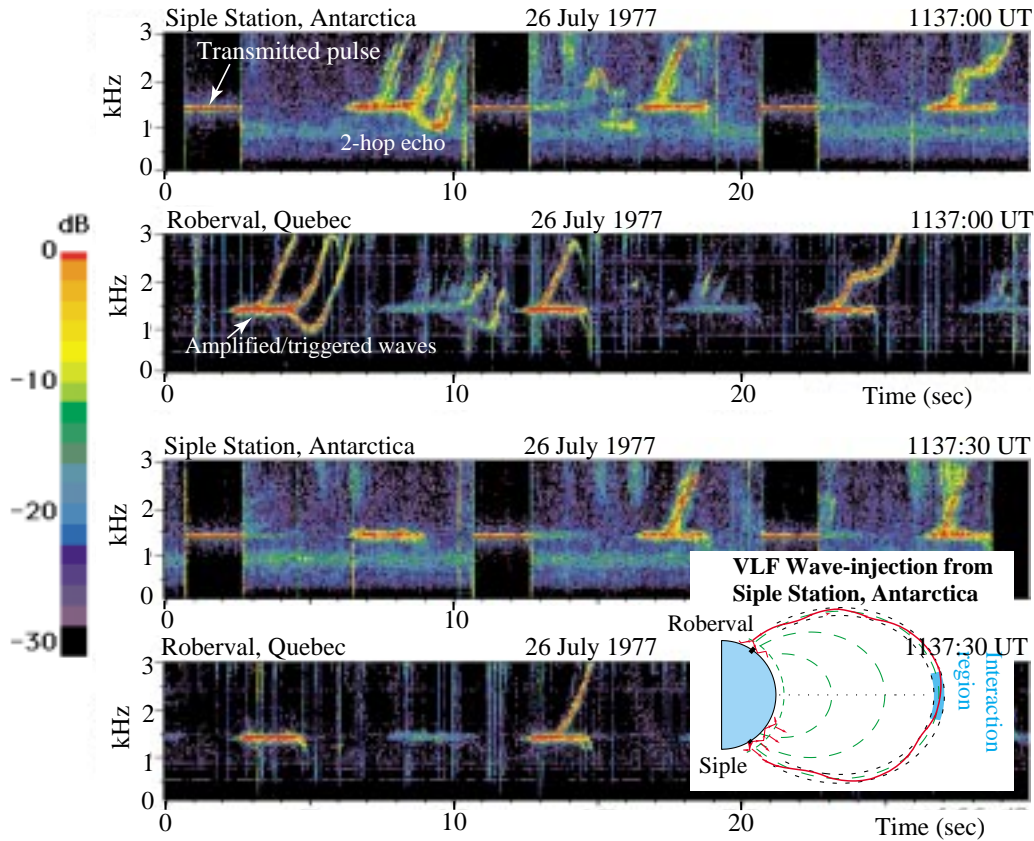 Siple Station, Antarctica 26 July 1977 1137:00 UT
3
2
1
0
kHz
Transmitted pulse
2-hop echo
0 10 20
Roberval, Quebec 26 July 1977 1137:00 UT
dB
0
−10
−20
−30
3
2
1
0
kHz
Amplified/triggered waves
0 10 20 Time (sec)
Siple Station, Antarctica 26 July 1977 1137:30 UT
3
2
1
0
kHz
0 10
Roberval, Quebec 26 July 1977 1137:30 UT
3
2
1
0
kHz
0 10 20 Time (sec)
VLF Wave-injection from
Siple Station, Antarctica
Roberval
Siple
Interaction
region